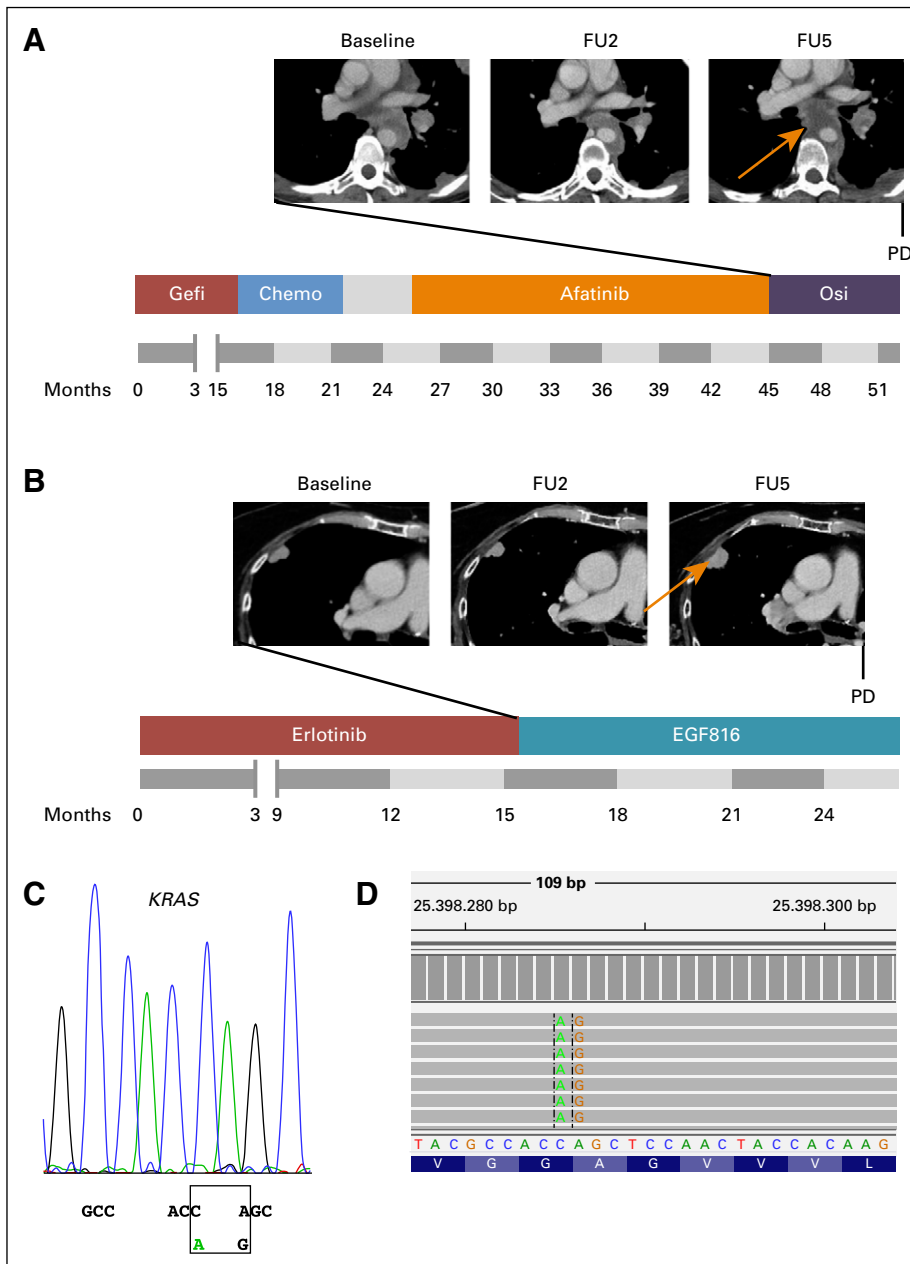 A
Baseline FU2 FU5
PD
Gefi Chemo Afatinib Osi
Months 0 3 15 18 21 24 27 30 33 36 39 42 45 48 51
B
Baseline FU2 FU5
PD
Erlotinib EGF816
Months 0 3 9 12 15 18 21 24
C
KRAS
GCC ACC AGC
A G
D
109 bp
25.398.280 bp 25.398.300 bp
A G
A G
A G
A G
A G
A G
A G
T A C G C C A C C A G C T C C A A C T A C C A C A A G
V G G A G V V V L